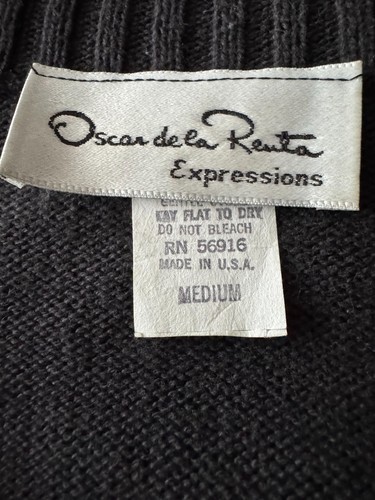 Oscar de la Renta
Expressions
LAY FLAT TO DRY
DO NOT BLEACH
RN 56916
MADE IN U.S.A.
MEDIUM